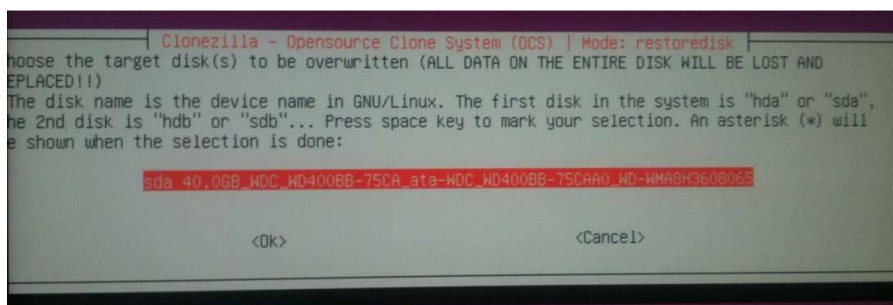 Clonezilla - Opensource Clone System (OCS) | Mode: restoredisk
hoose the target disk(s) to be overwritten (ALL DATA ON THE ENTIRE DISK WILL BE LOST AND
EPLACED!!)
The disk name is the device name in GNU/Linux. The first disk in the system is "hda" or "sda",
he 2nd disk is "hdb" or "sdb"... Press space key to mark your selection. An asterisk (*) will
e shown when the selection is done:
sda 40.0GB_WDC_WD400BB-75CA_ata-WDC_WD400BB-75CAA0_WD-WMA8H3608065
<Ok> <Cancel>